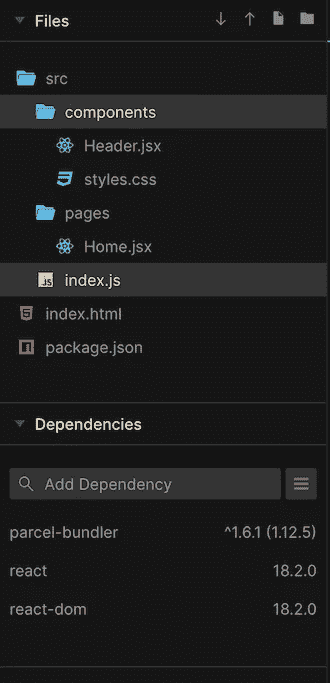 Files
src
components
Header.jsx
styles.css
pages
Home.jsx
JS index.js
index.html
package.json
Dependencies
Add Dependency
parcel-bundler ^1.6.1 (1.12.5)
react 18.2.0
react-dom 18.2.0